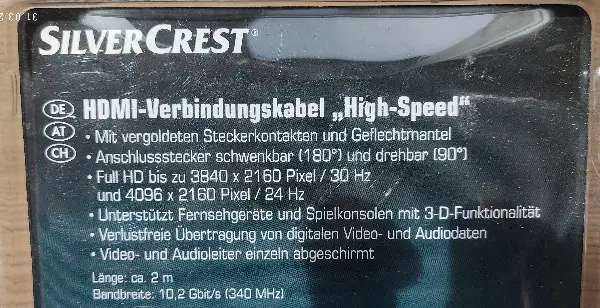 SILVERCREST®
DE HDMI-Verbindungskabel „High-Speed“
AT • Mit vergoldeten Steckerkontakten und Geflechtmantel
CH • Anschlussstecker schwenkbar (180°) und drehbar (90°)
• Full HD bis zu 3840 x 2160 Pixel / 30 Hz
und 4096 x 2160 Pixel / 24 Hz
• Unterstützt Fernsehgeräte und Spielkonsolen mit 3-D-Funktionalität
• Verlustfreie Übertragung von digitalen Video- und Audiodaten
• Video- und Audioleiter einzeln abgeschirmt
Länge: ca. 2 m
Bandbreite: 10,2 Gbit/s (340 MHz)